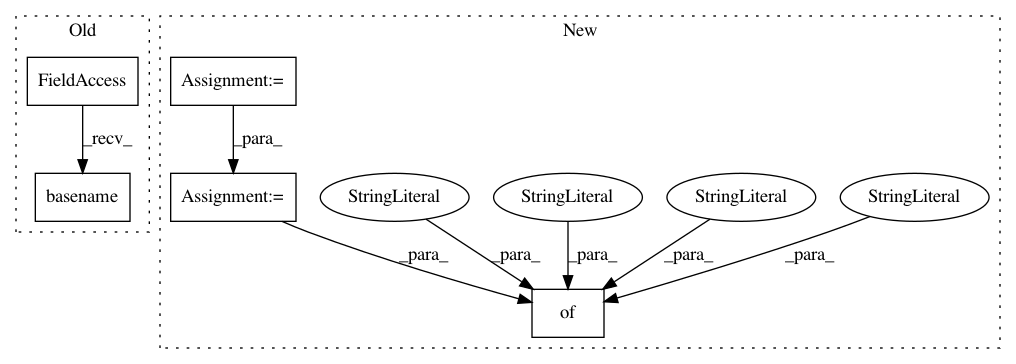 Old
New
FieldAccess
Assignment:=
_recv_
_para_
basename
Assignment:=
StringLiteral
StringLiteral
StringLiteral
StringLiteral
_para_
_para_
_para_
_para_
_para_
of